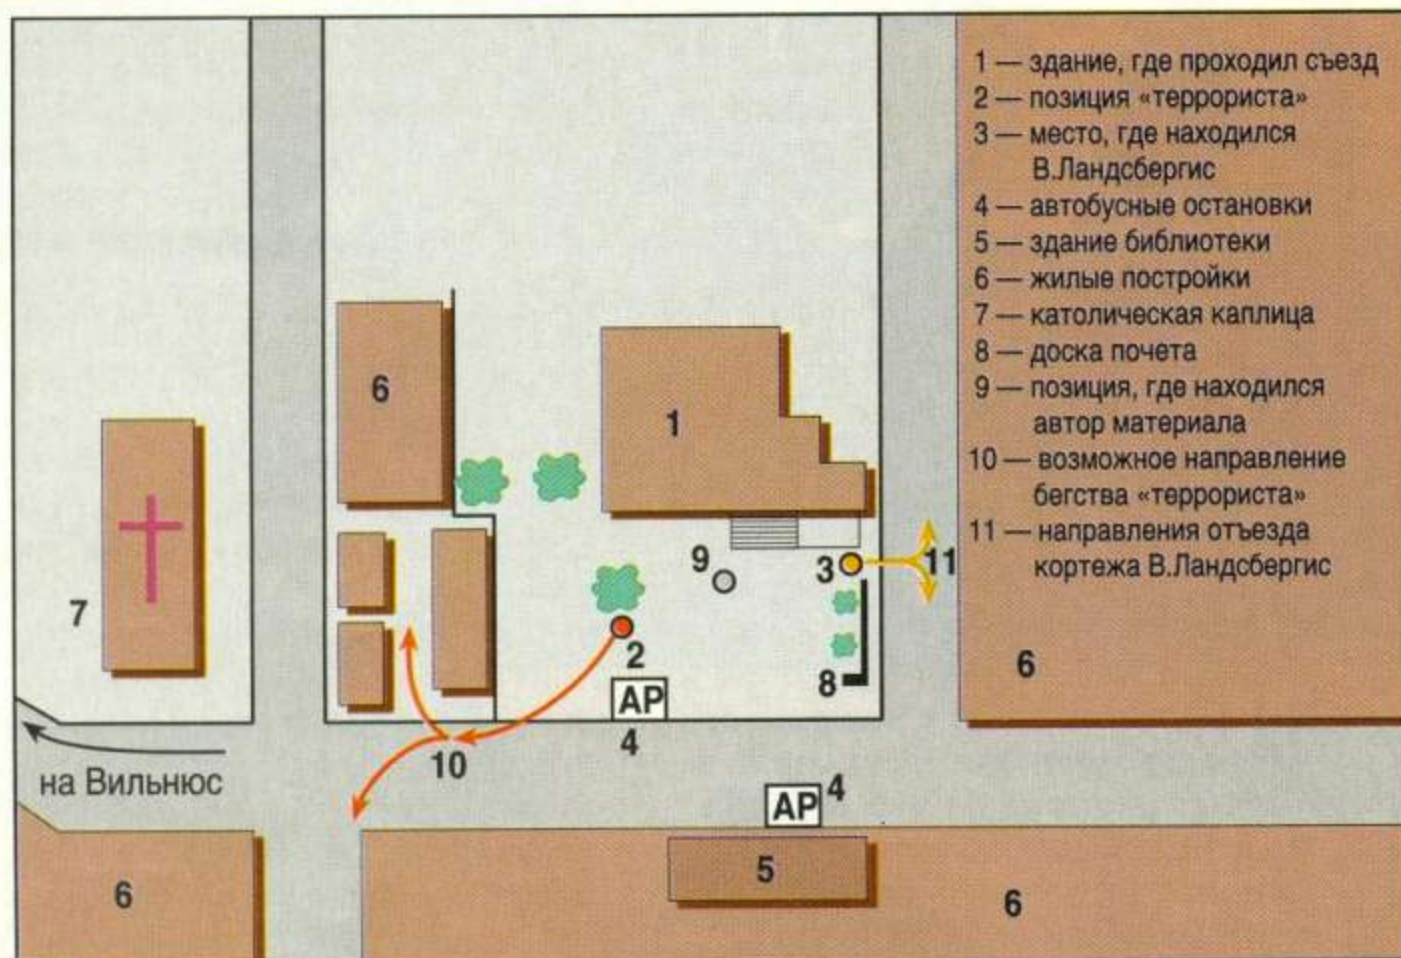 1 — здание, где проходил съезд
2 — позиция «террориста»
3 — место, где находился
В.Ландсбергис
4 — автобусные остановки
5 — здание библиотеки
6 — жилые постройки
7 — католическая каплица
8 — доска почета
9 — позиция, где находился
автор материала
10 — возможное направление
бегства «террориста»
11 — направления отъезда
кортежа В.Ландсбергис
6
1
9
3
11
7
2
8
6
АР
4
10
на Вильнюс
АР
4
5
6
6